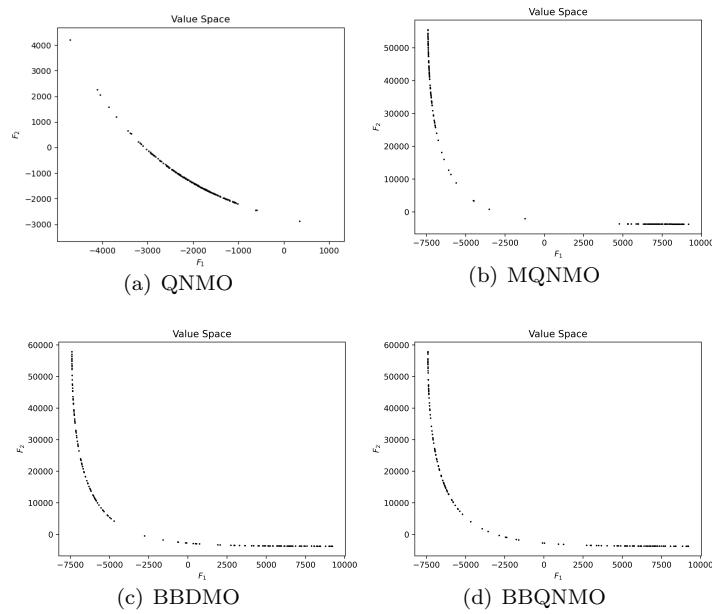 Value Space
4000
3000
2000
1000
0
−1000
−2000
−3000
F2
−4000 −3000 −2000 −1000 0 1000
F1
(a) QNMO
Value Space
50000
40000
30000
20000
10000
0
F2
−7500 −5000 −2500 0 2500 5000 7500 10000
F1
(b) MQNMO
Value Space
60000
50000
40000
30000
20000
10000
0
F2
−7500 −5000 −2500 0 2500 5000 7500 10000
F1
(c) BBDMO
Value Space
60000
50000
40000
30000
20000
10000
0
F2
−7500 −5000 −2500 0 2500 5000 7500 10000
F1
(d) BBQNMO